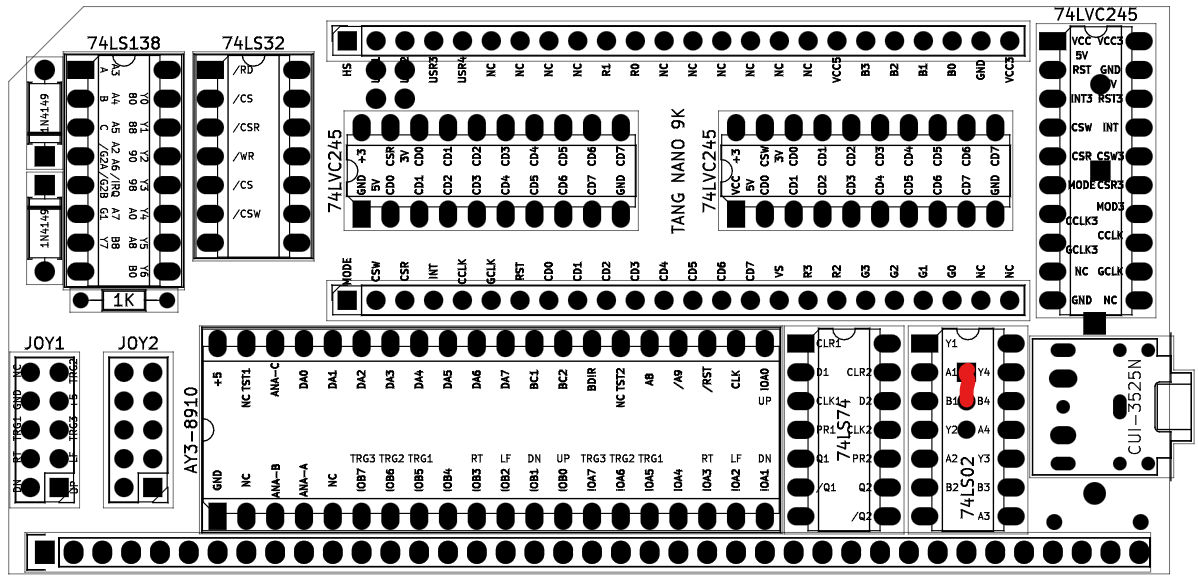 74LS138
74LS32
74LVC245
1N4149
1N4149
A A3
B A4
C A5
/G2A A2 A6
/G2B /IRQ
G1 A7
Y7 B8
B0 Y0
B8 Y1
90 Y2
98 Y3
A0 Y4
A8 Y5
B0 Y6
1K
/RD
/CS
/CSR
/WR
/CS
/CSW
HS USR3 USR4 NC NC NC NC R1 R0 NC NC NC NC VCC5 B3 B2 B1 B0 GND VCC3
74LVC245
+3 CSR 3V CD0 CD1 CD2 CD3 CD4 CD5 CD6 CD7
GND 5V CD0 CD1 CD2 CD3 CD4 CD5 CD6 CD7 GND
TANG NANO 9K
74LVC245
+3 CSW 3V CD0 CD1 CD2 CD3 CD4 CD5 CD6 CD7
VCC 5V CD0 CD1 CD2 CD3 CD4 CD5 CD6 CD7 GND
MODE CSW CSR INT CCLK GCLK RST CD0 CD1 CD2 CD3 CD4 CD5 CD6 CD7 VS R3 R2 G3 G2 G1 G0 NC NC
VCC VCC3
5V
RST GND
INT3 RST3
CSW INT
CSR CSW3
MODE CSR3
MOD3
CCLK3
CCLK
GCLK3
NC GCLK
GND NC
JOY1
NC TRG2
GND +5
TRG1 TRG3
RT LF
DN UP
JOY2
AY3-8910
+5 NC TST1 ANA-C DA0 DA1 DA2 DA3 DA4 DA5 DA6 DA7 BC1 BC2 BDIR NC TST2 A8 /A9 /RST CLK IOA0
UP
TRG3 TRG2 TRG1 RT LF DN UP TRG3 TRG2 TRG1 RT LF DN
GND NC ANA-B ANA-A NC IOB7 IOB6 IOB5 IOB4 IOB3 IOB2 IOB1 IOB0 IOA7 IOA6 IOA5 IOA4 IOA3 IOA2 IOA1
74LS74
CLR1
D1 CLR2
CLK1 D2
PR1 CLK2
Q1 PR2
/Q1 Q2
/Q2
74LS02
Y1
A1 Y4
B1 B4
Y2 A4
A2 Y3
B2 B3
A3
CUI-3525N